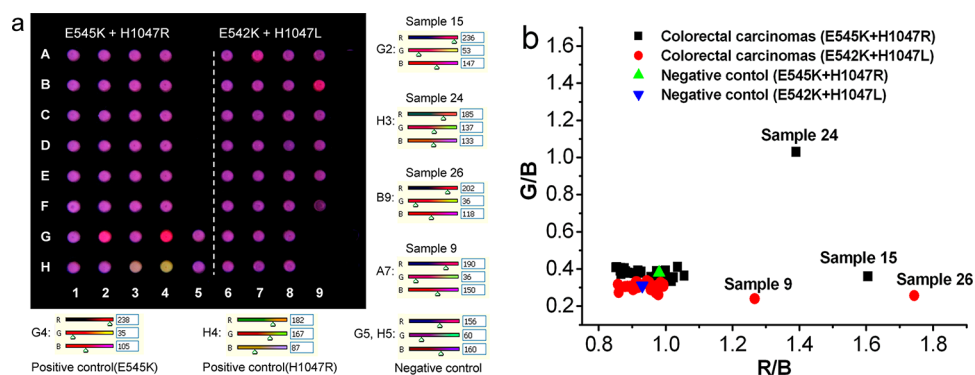 a
E545K + H1047R
E542K + H1047L
A
B
C
D
E
F
G
H
1 2 3 4 5 6 7 8 9
Sample 15
G2:
R 236
G 53
B 147
Sample 24
H3:
R 185
G 137
B 133
Sample 26
B9:
R 202
G 36
B 118
Sample 9
A7:
R 190
G 36
B 150
G4:
R 238
G 35
B 105
Positive control(E545K)
H4:
R 182
G 167
B 87
Positive control(H1047R)
G5, H5:
R 156
G 60
B 160
Negative control
b
Colorectal carcinomas (E545K+H1047R)
Colorectal carcinomas (E542K+H1047L)
Negative contol (E545K+H1047R)
Negative contol (E542K+H1047L)
Sample 24
Sample 15
Sample 9
Sample 26
G/B
1.6
1.4
1.2
1.0
0.8
0.6
0.4
0.2
0.8 1.0 1.2 1.4 1.6 1.8
R/B